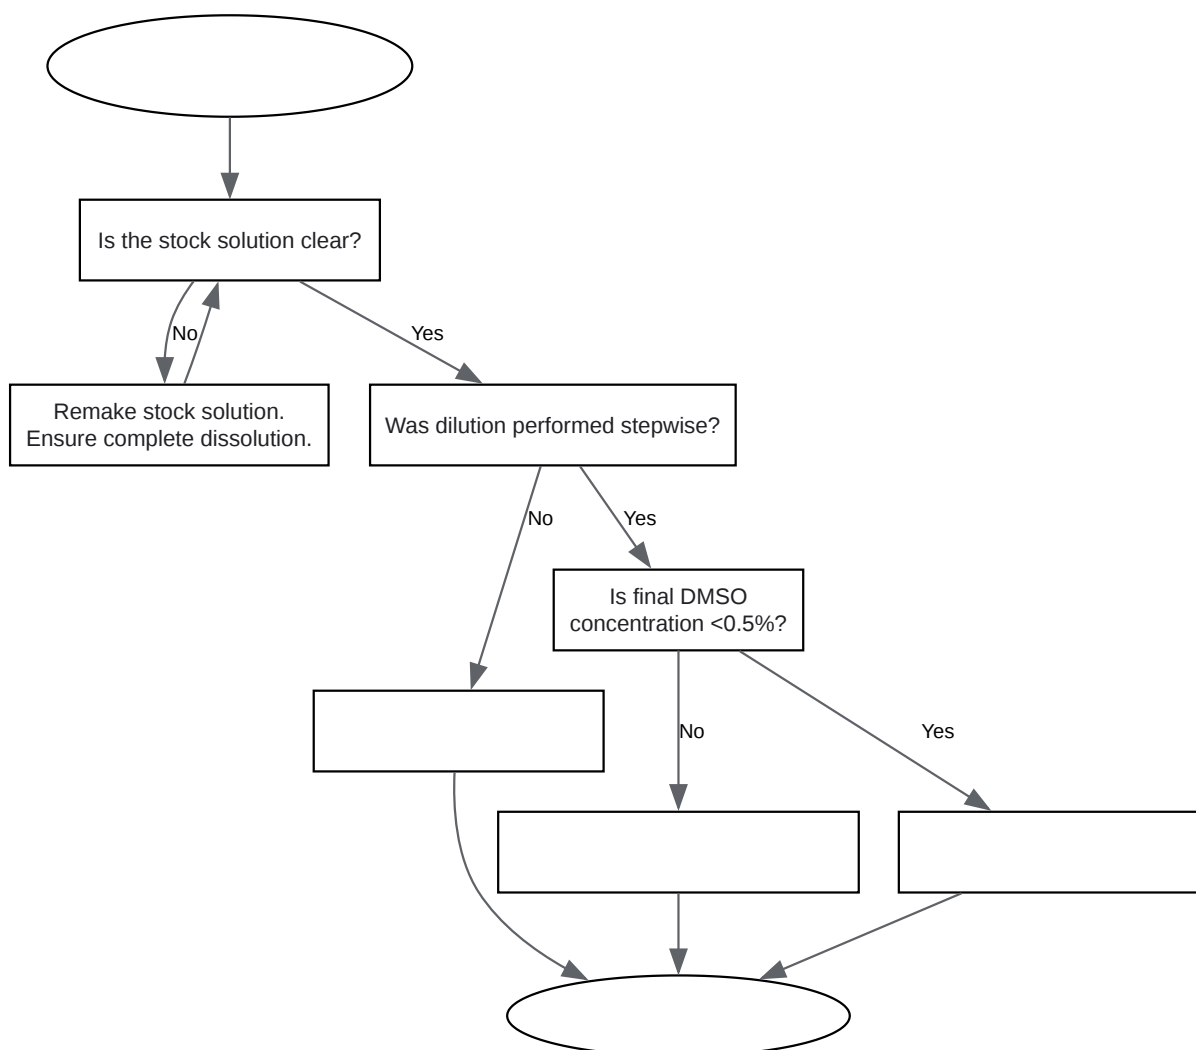 Is the stock solution clear?
No
Yes
Remake stock solution.
Ensure complete dissolution.
Was dilution performed stepwise?
No
Yes
Is final DMSO
concentration <0.5%?
No
Yes